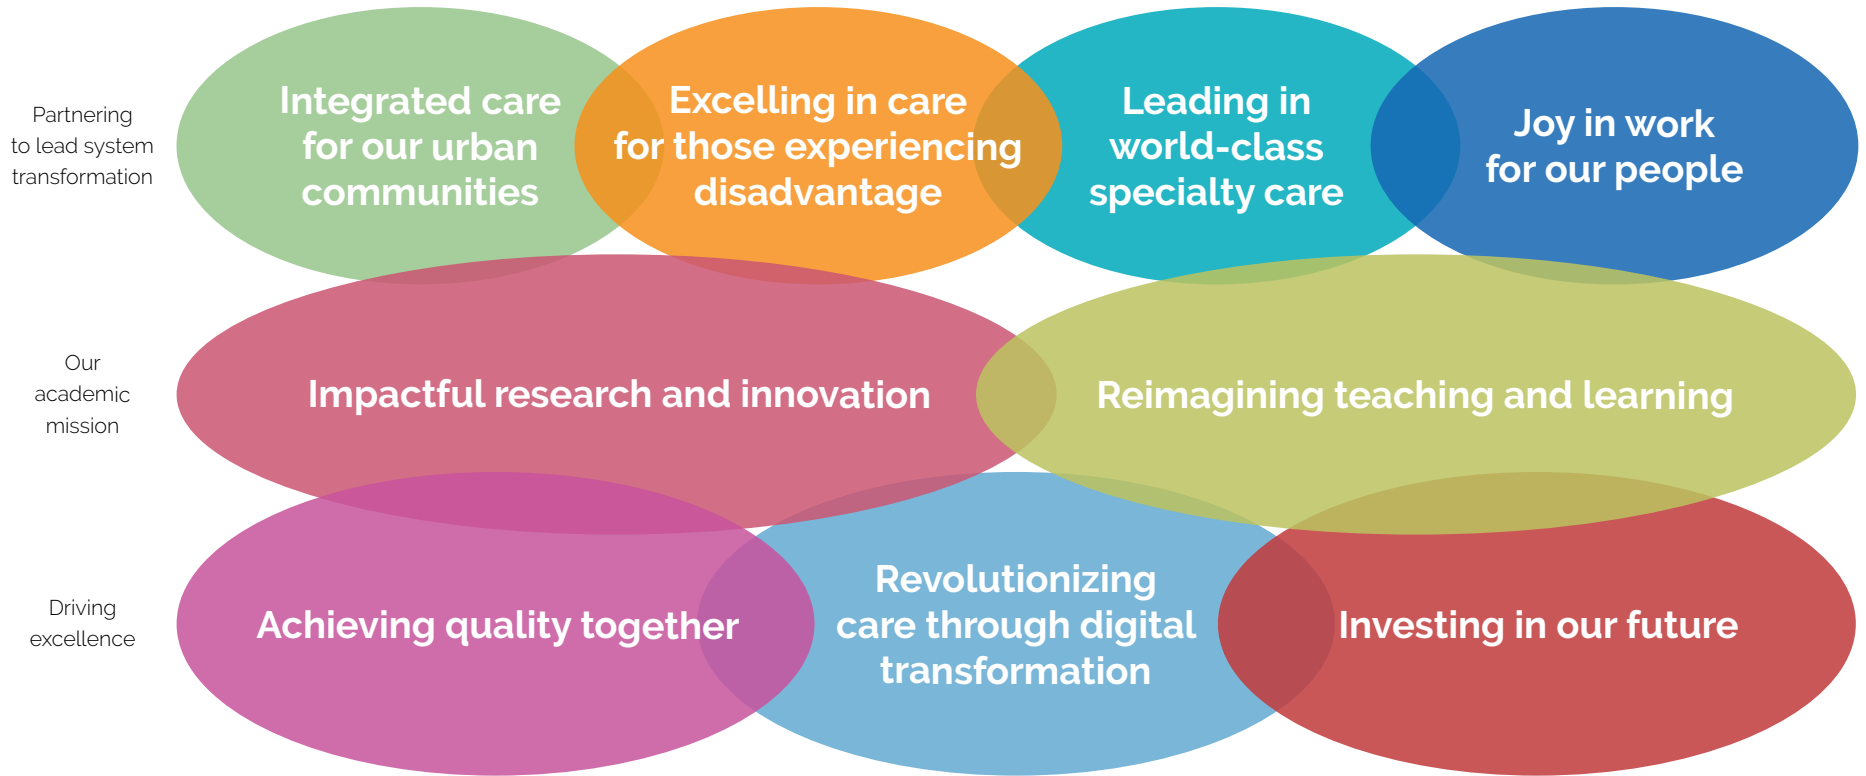 Partnering
to lead system
transformation
Integrated care
for our urban
communities
Excelling in care
for those experiencing
disadvantage
Leading in
world-class
specialty care
Joy in work
for our people
Our
academic
mission
Impactful research and innovation
Reimagining teaching and learning
Driving
excellence
Achieving quality together
Revolutionizing
care through digital
transformation
Investing in our future